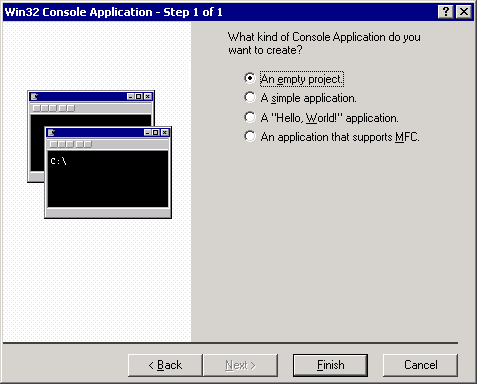 Win32 Console Application - Step 1 of 1
What kind of Console Application do you
want to create?
An empty project.
A simple application.
A "Hello, World!" application.
An application that supports MFC.
C:\
< Back
Next >
Finish
Cancel